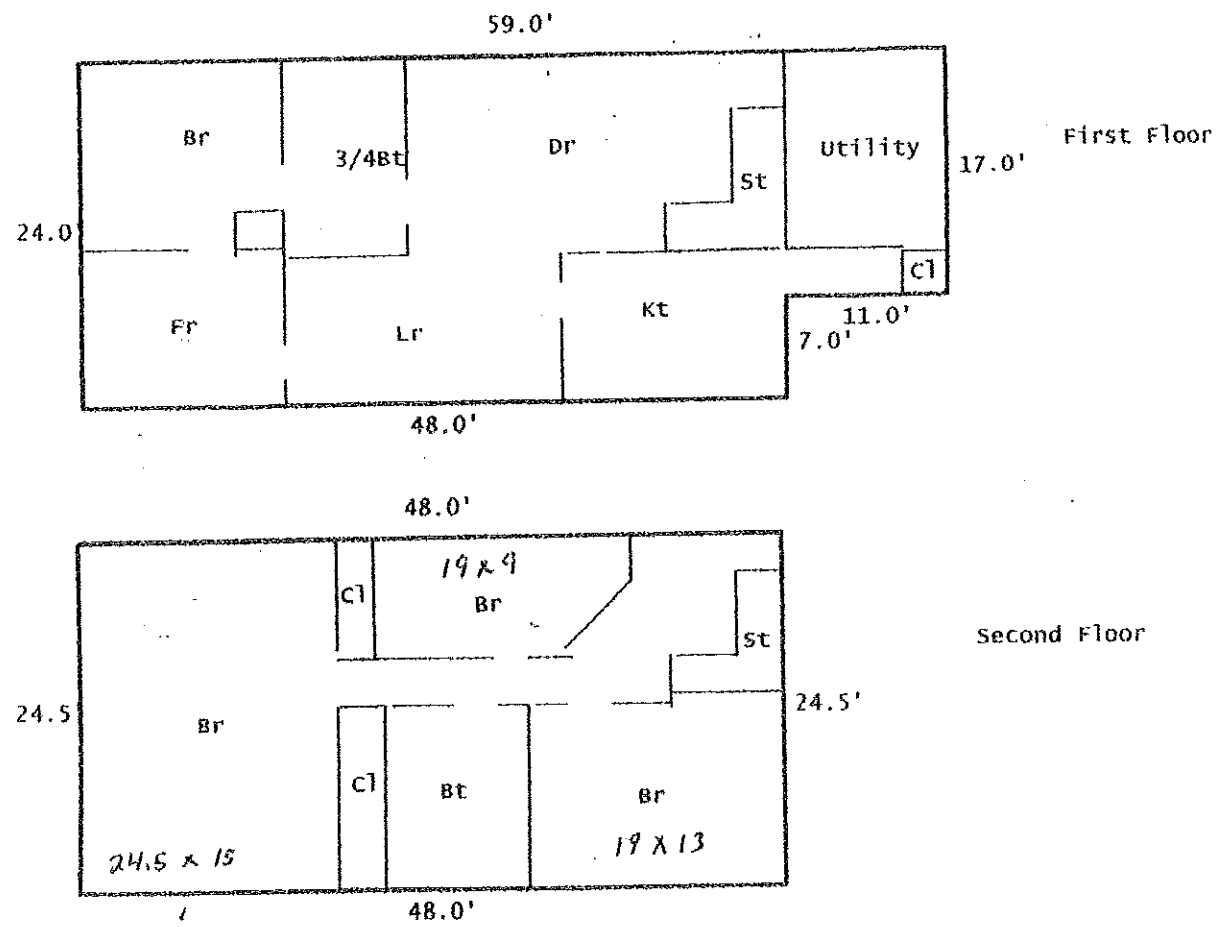 59.0'
First Floor
Br
3/4Bt
Dr
Utility
17.0'
St
24.0
Cl
Fr
Lr
Kt
11.0'
7.0'
48.0'
48.0'
19 x 9
Cl
Br
St
Second Floor
24.5
24.5'
Br
Cl
Bt
Br
24.5 x 15
19 X 13
48.0'